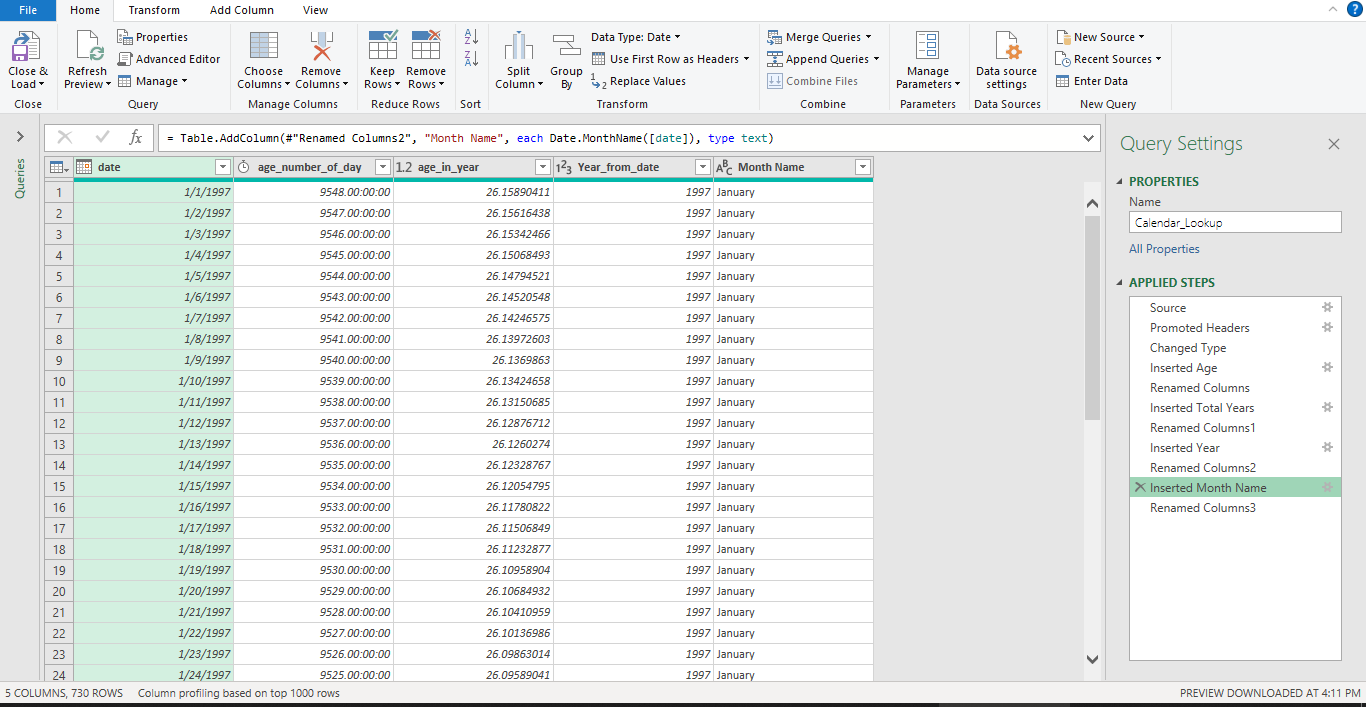 File Home Transform Add Column View
Close & Load
Refresh Preview
Properties
Advanced Editor
Manage
Choose Columns
Remove Columns
Keep Rows
Remove Rows
Split Column
Group By
Data Type: Date
Use First Row as Headers
Replace Values
Merge Queries
Append Queries
Combine Files
Manage Parameters
Data source settings
New Source
Recent Sources
Enter Data
Close Query Manage Columns Reduce Rows Sort Transform Combine Parameters Data Sources New Query
Queries
fx = Table.AddColumn(#"Renamed Columns2", "Month Name", each Date.MonthName([date]), type text)
date age_number_of_day 1.2 age_in_year 123 Year_from_date ABC Month Name
1 1/1/1997 9548.00:00:00 26.15890411 1997 January
2 1/2/1997 9547.00:00:00 26.15616438 1997 January
3 1/3/1997 9546.00:00:00 26.15342466 1997 January
4 1/4/1997 9545.00:00:00 26.15068493 1997 January
5 1/5/1997 9544.00:00:00 26.14794521 1997 January
6 1/6/1997 9543.00:00:00 26.14520548 1997 January
7 1/7/1997 9542.00:00:00 26.14246575 1997 January
8 1/8/1997 9541.00:00:00 26.13972603 1997 January
9 1/9/1997 9540.00:00:00 26.1369863 1997 January
10 1/10/1997 9539.00:00:00 26.13424658 1997 January
11 1/11/1997 9538.00:00:00 26.13150685 1997 January
12 1/12/1997 9537.00:00:00 26.12876712 1997 January
13 1/13/1997 9536.00:00:00 26.1260274 1997 January
14 1/14/1997 9535.00:00:00 26.12328767 1997 January
15 1/15/1997 9534.00:00:00 26.12054795 1997 January
16 1/16/1997 9533.00:00:00 26.11780822 1997 January
17 1/17/1997 9532.00:00:00 26.11506849 1997 January
18 1/18/1997 9531.00:00:00 26.11232877 1997 January
19 1/19/1997 9530.00:00:00 26.10958904 1997 January
20 1/20/1997 9529.00:00:00 26.10684932 1997 January
21 1/21/1997 9528.00:00:00 26.10410959 1997 January
22 1/22/1997 9527.00:00:00 26.10136986 1997 January
23 1/23/1997 9526.00:00:00 26.09863014 1997 January
24 1/24/1997 9525.00:00:00 26.09589041 1997 January
Query Settings
PROPERTIES
Name
Calendar_Lookup
All Properties
APPLIED STEPS
Source
Promoted Headers
Changed Type
Inserted Age
Renamed Columns
Inserted Total Years
Renamed Columns1
Inserted Year
Renamed Columns2
Inserted Month Name
Renamed Columns3
5 COLUMNS, 730 ROWS Column profiling based on top 1000 rows PREVIEW DOWNLOADED AT 4:11 PM